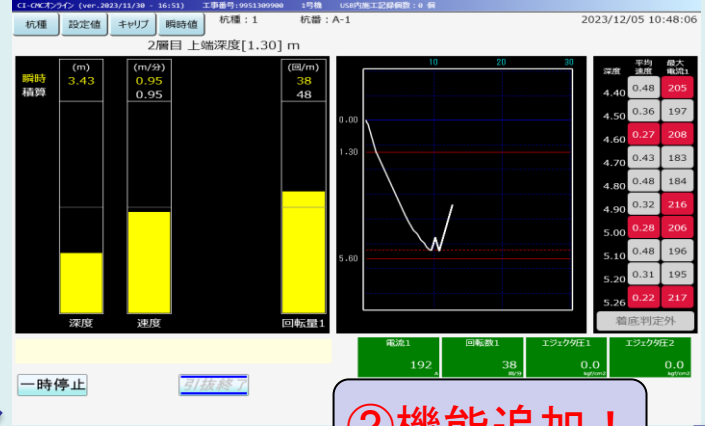 CI-CMCオンライン (ver.2023/11/30 - 16:51) 工事番号:9951309900 1号機 USB内施工記録個数:0 個
杭種 設定値 キャリブ 瞬時値 杭種:1 杭番:A-1 2023/12/05 10:48:06
2層目 上端深度[1.30] m
瞬時
積算
(m)
3.43
(m/分)
0.95
0.95
(回/m)
38
48
深度 速度 回転量1
10 20 30
0.00
1.30
5.60
深度 平均速度 最大電流1
4.40 0.48 205
4.50 0.36 197
4.60 0.27 208
4.70 0.43 183
4.80 0.48 184
4.90 0.32 216
5.00 0.28 206
5.10 0.48 196
5.20 0.31 195
5.26 0.22 217
着底判定外
電流1 回転数1 エジェクタ圧1 エジェクタ圧2
192 A 38 回/分 0.0 kgf/cm2 0.0 kgf/cm2
一時停止 引抜終了
②機能追加!